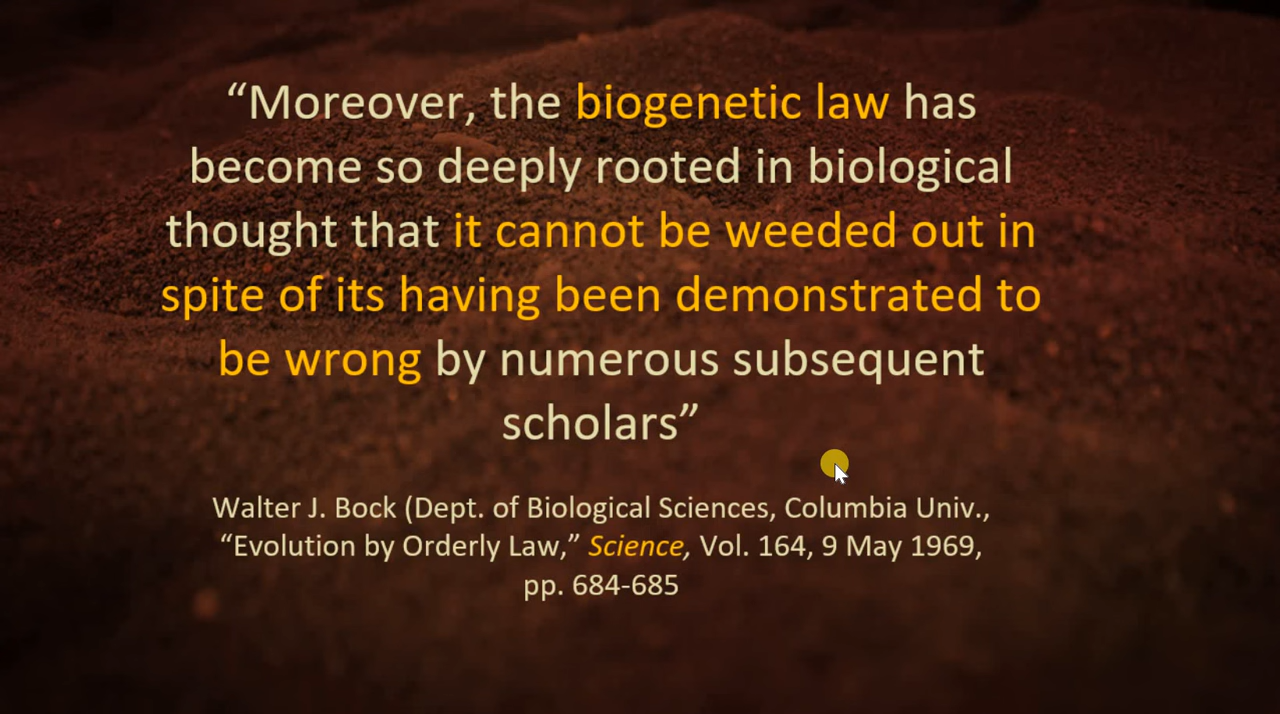 “Moreover, the biogenetic law has
become so deeply rooted in biological
thought that it cannot be weeded out in
spite of its having been demonstrated to
be wrong by numerous subsequent
scholars”
Walter J. Bock (Dept. of Biological Sciences, Columbia Univ.,
“Evolution by Orderly Law,” Science, Vol. 164, 9 May 1969,
pp. 684-685